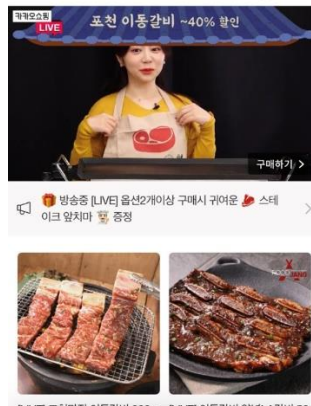 카카오쇼핑
LIVE
포천 이동갈비 ~40% 할인
구매하기 >
방송중 [LIVE] 옵션2개이상 구매시 귀여운 스테
이크 앞치마 증정